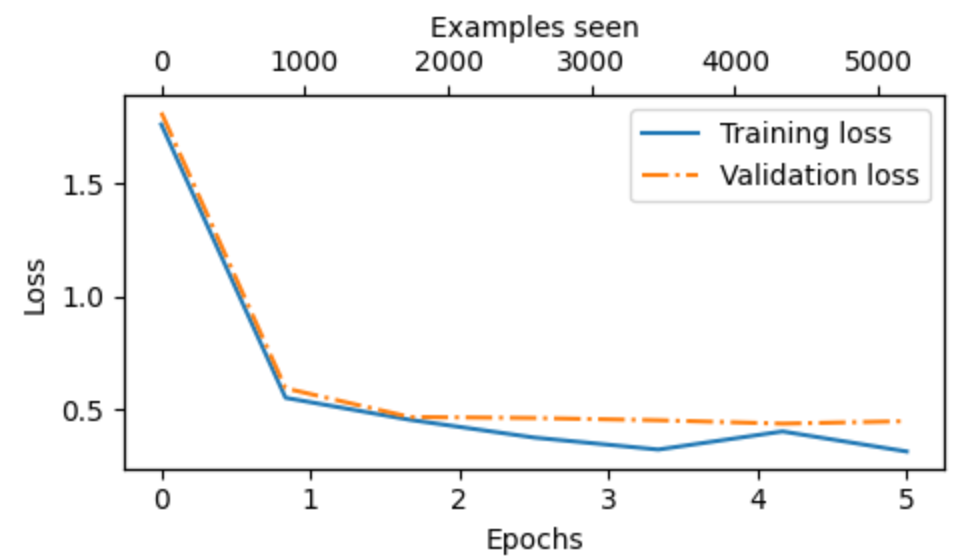 Examples seen
0 1000 2000 3000 4000 5000
Training loss
Validation loss
1.5
1.0
0.5
Loss
0 1 2 3 4 5
Epochs